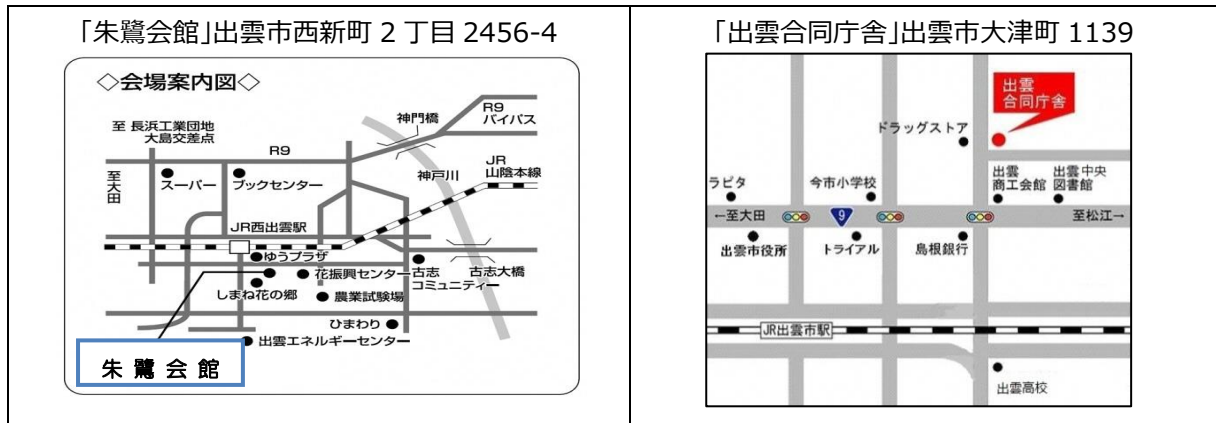 「朱鷺会館」出雲市西新町 2 丁目 2456-4
◇会場案内図◇
至 長浜工業団地
大島交差点
R9
神門橋
R9
バイパス
至大田
スーパー
ブックセンター
神戸川
JR
山陰本線
JR西出雲駅
ゆうプラザ
花振興センター
古志
コミュニティー
古志大橋
しまね花の郷
農業試験場
ひまわり
出雲エネルギーセンター
朱鷺会館
「出雲合同庁舎」出雲市大津町 1139
出雲
合同庁舎
ドラッグストア
ラピタ
今市小学校
出雲
商工会館
出雲中央
図書館
←至大田
9
至松江→
出雲市役所
トライアル
島根銀行
JR出雲市駅
出雲高校